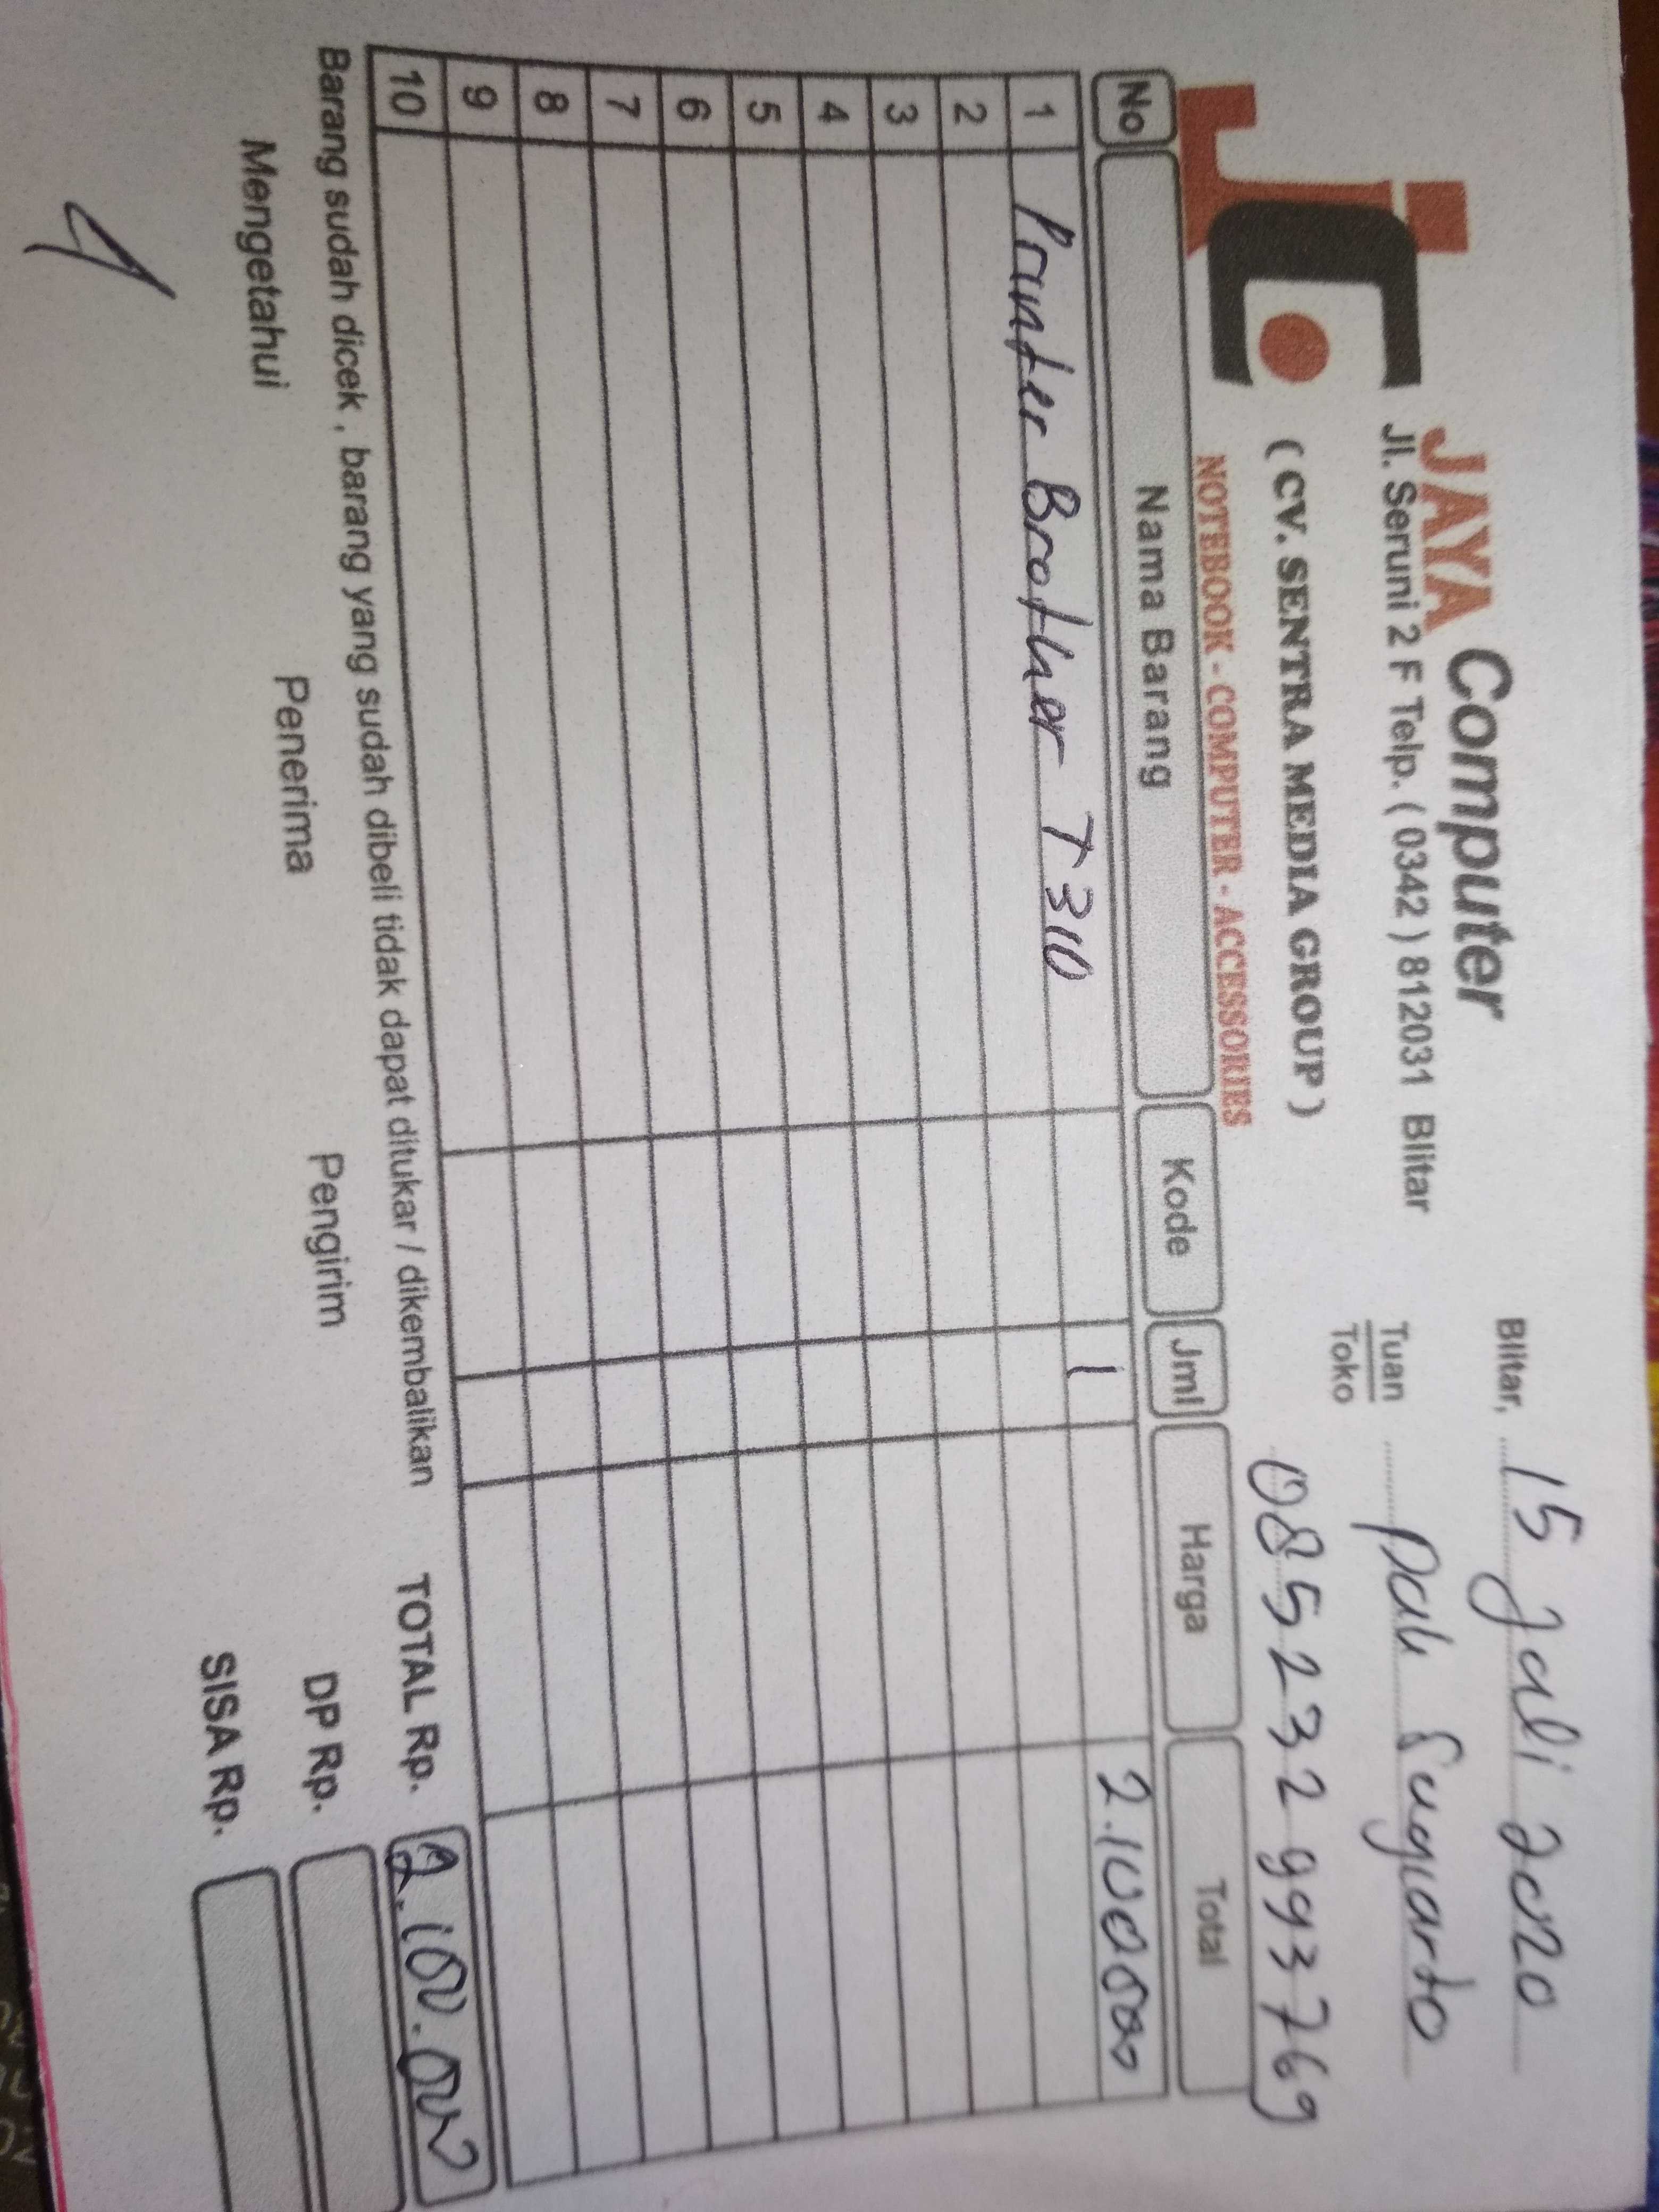 JC
JAYA Computer
Jl. Seruni 2 F Telp. ( 0342 ) 812031 Blitar
( CV. SENTRA MEDIA GROUP )
NOTEBOOK - COMPUTER - ACCESSORIES
Blitar, 15 Juli 2020
Tuan Pak Sugiarto
Toko
085232993769
No Nama Barang Kode Jml Harga Total
1 Printer Brother T310 1 2.100.000
2
3
4
5
6
7
8
9
10
Barang sudah dicek , barang yang sudah dibeli tidak dapat ditukar / dikembalikan
TOTAL Rp. 2.100.000
Mengetahui Penerima Pengirim
DP Rp.
SISA Rp.